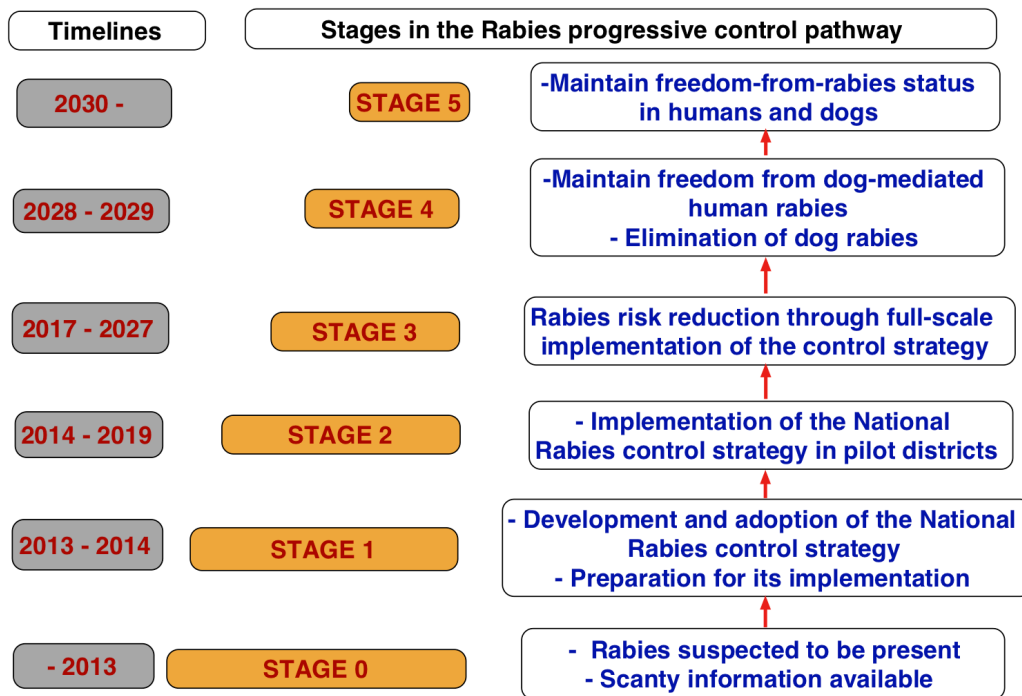 Timelines
Stages in the Rabies progressive control pathway
2030 -
STAGE 5
-Maintain freedom-from-rabies status
in humans and dogs
2028 - 2029
STAGE 4
-Maintain freedom from dog-mediated
human rabies
- Elimination of dog rabies
2017 - 2027
STAGE 3
Rabies risk reduction through full-scale
implementation of the control strategy
2014 - 2019
STAGE 2
- Implementation of the National
Rabies control strategy in pilot districts
2013 - 2014
STAGE 1
- Development and adoption of the National
Rabies control strategy
- Preparation for its implementation
- 2013
STAGE 0
- Rabies suspected to be present
- Scanty information available